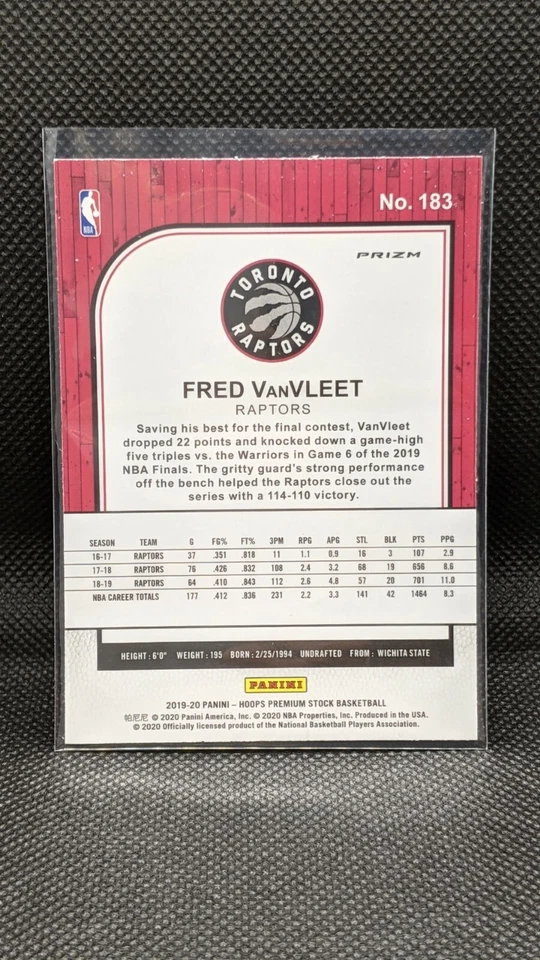 No. 183
NBA
PRIZM
TORONTO
RAPTORS
FRED VANVLEET
RAPTORS
Saving his best for the final contest, VanVleet
dropped 22 points and knocked down a game-high
five triples vs. the Warriors in Game 6 of the 2019
NBA Finals. The gritty guard's strong performance
off the bench helped the Raptors close out the
series with a 114-110 victory.
SEASON TEAM G FG% FT% 3PM RPG APG STL BLK PTS PPG
16-17 RAPTORS 37 .351 .818 11 1.1 0.9 16 3 107 2.9
17-18 RAPTORS 76 .426 .832 108 2.4 3.2 68 19 656 8.6
18-19 RAPTORS 64 .410 .843 112 2.6 4.8 57 20 701 11.0
NBA CAREER TOTALS 177 .412 .836 231 2.2 3.3 141 42 1464 8.3
HEIGHT: 6'0" WEIGHT: 195 BORN: 2/25/1994 UNDRAFTED FROM: WICHITA STATE
PANINI
2019-20 PANINI – HOOPS PREMIUM STOCK BASKETBALL
帕尼尼 © 2020 Panini America, Inc. © 2020 NBA Properties, Inc. Produced in the USA.
© 2020 Officially licensed product of the National Basketball Players Association.